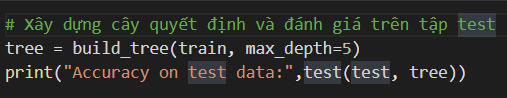 # Xây dựng cây quyết định và đánh giá trên tập test
tree = build_tree(train, max_depth=5)
print("Accuracy on test data:",test(test, tree))